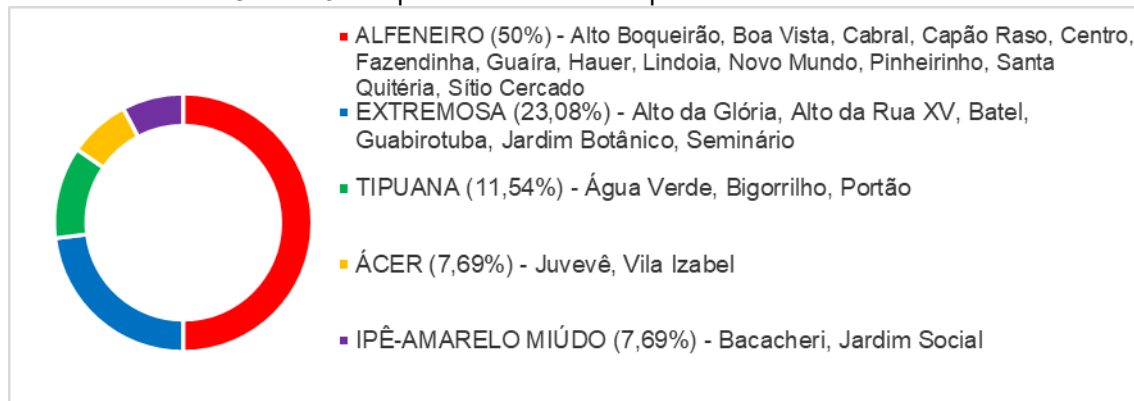 ALFENEIRO (50%) - Alto Boqueirão, Boa Vista, Cabral, Capão Raso, Centro,
Fazendinha, Guaíra, Hauer, Lindoia, Novo Mundo, Pinheirinho, Santa
Quitéria, Sítio Cercado
EXTREMOSA (23,08%) - Alto da Glória, Alto da Rua XV, Batel,
Guabirotuba, Jardim Botânico, Seminário
TIPUANA (11,54%) - Água Verde, Bigorrilho, Portão
ÁCER (7,69%) - Juvevê, Vila Izabel
IPÊ-AMARELO MIÚDO (7,69%) - Bacacheri, Jardim Social